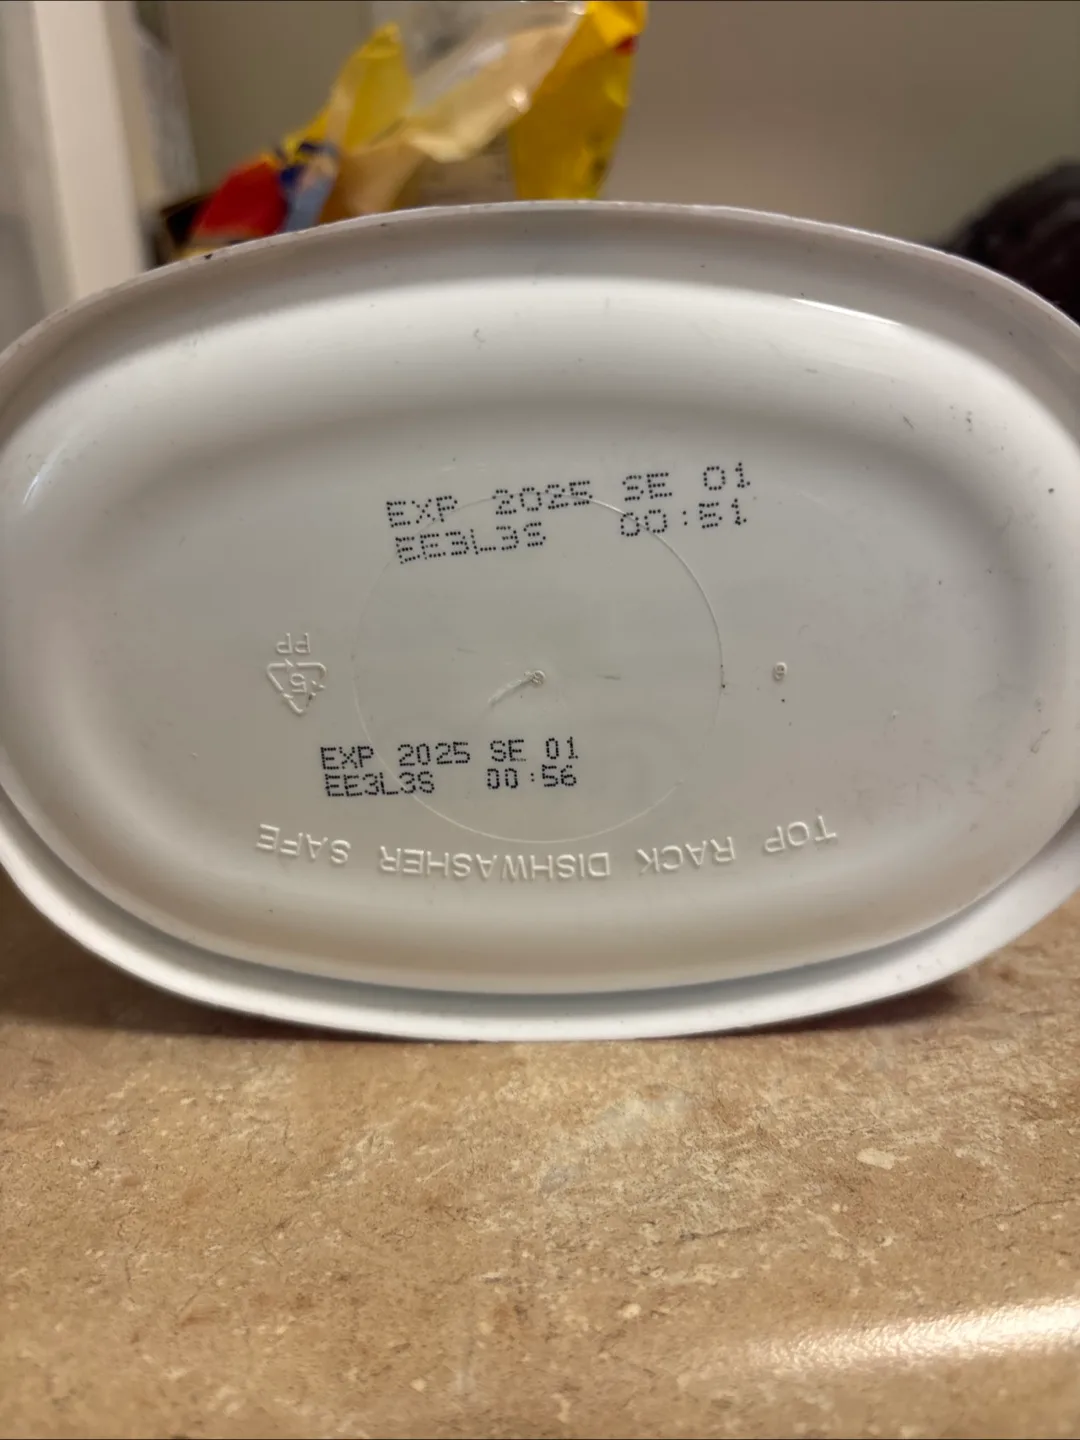 EXP 2025 SE 01
EE3L3S 00:51
PP
5
EXP 2025 SE 01
EE3L3S 00:56
TOP RACK DISHWASHER SAFE